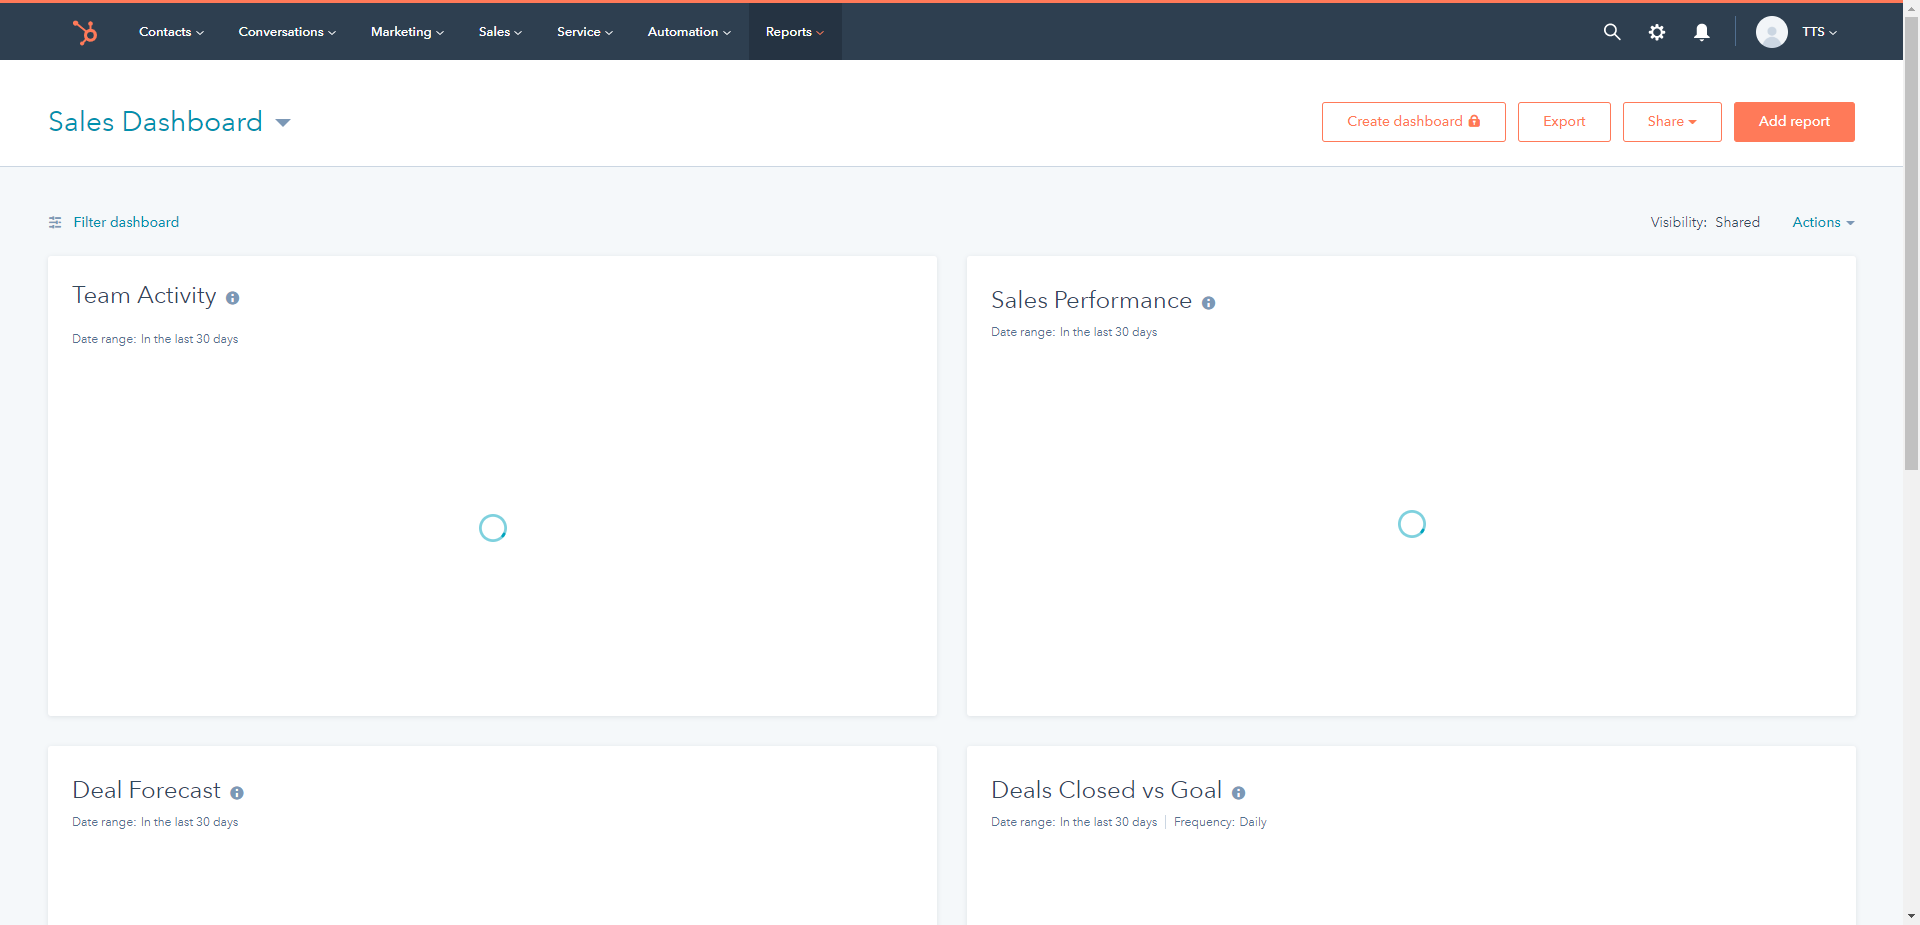 Contacts Conversations Marketing Sales Service Automation Reports TTS
Sales Dashboard Create dashboard Export Share Add report
Filter dashboard Visibility: Shared Actions
Team Activity
Date range: In the last 30 days
Sales Performance
Date range: In the last 30 days
Deal Forecast
Date range: In the last 30 days
Deals Closed vs Goal
Date range: In the last 30 days Frequency: Daily